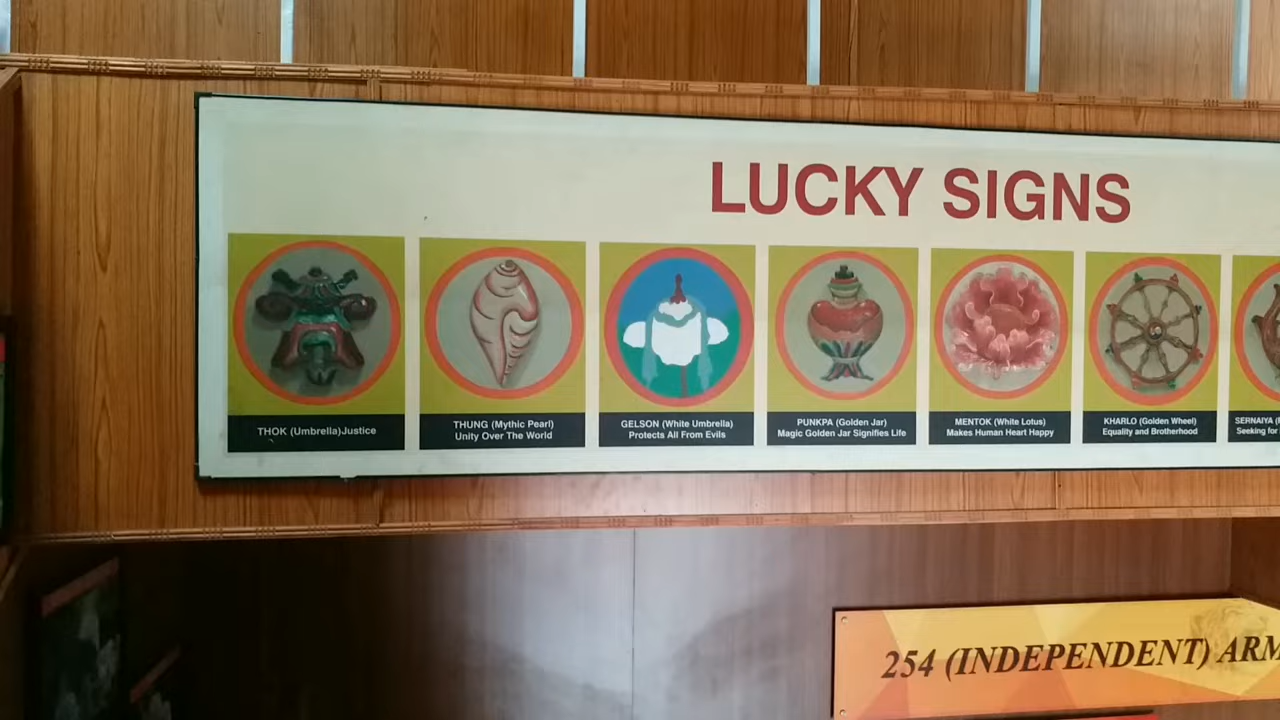 LUCKY SIGNS
THOK (Umbrella)Justice
THUNG (Mythic Pearl)
Unity Over The World
GELSON (White Umbrella)
Protects All From Evils
PUNKPA (Golden Jar)
Magic Golden Jar Signifies Life
MENTOK (White Lotus)
Makes Human Heart Happy
KHARLO (Golden Wheel)
Equality and Brotherhood
SERNAIYA
Seeking for
254 (INDEPENDENT) ARM